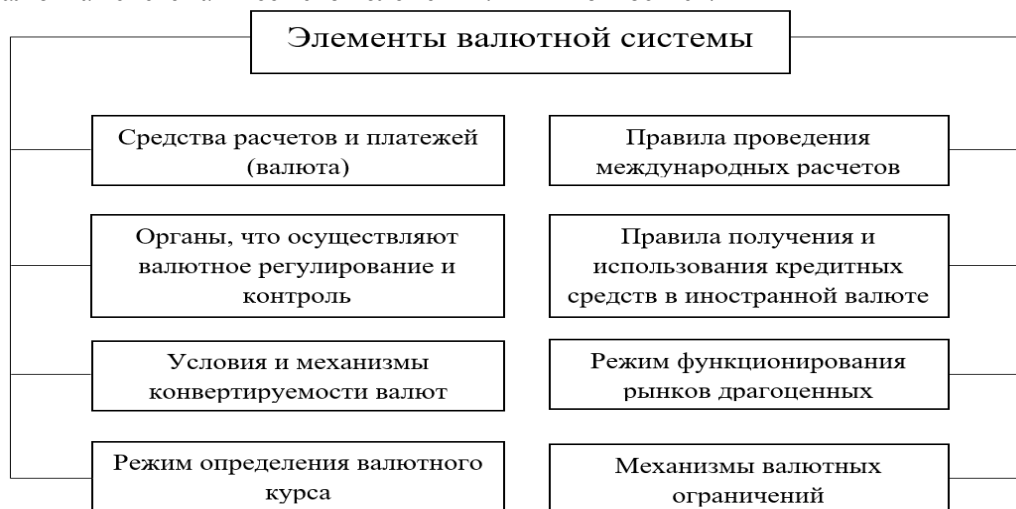 Элементы валютной системы
Средства расчетов и платежей
(валюта)
Правила проведения
международных расчетов
Органы, что осуществляют
валютное регулирование и
контроль
Правила получения и
использования кредитных
средств в иностранной валюте
Условия и механизмы
конвертируемости валют
Режим функционирования
рынков драгоценных
Режим определения валютного
курса
Механизмы валютных
ограничений